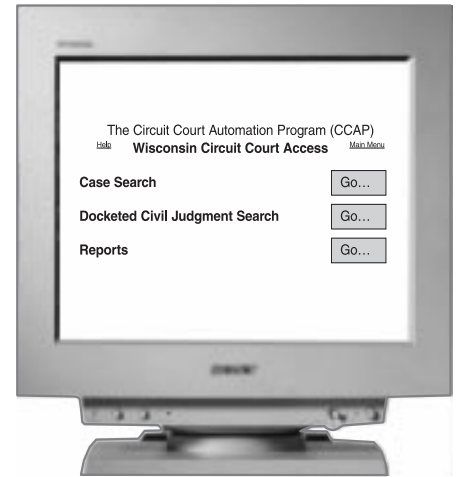 The Circuit Court Automation Program (CCAP)
Help Wisconsin Circuit Court Access Main Menu
Case Search Go...
Docketed Civil Judgment Search Go...
Reports Go...